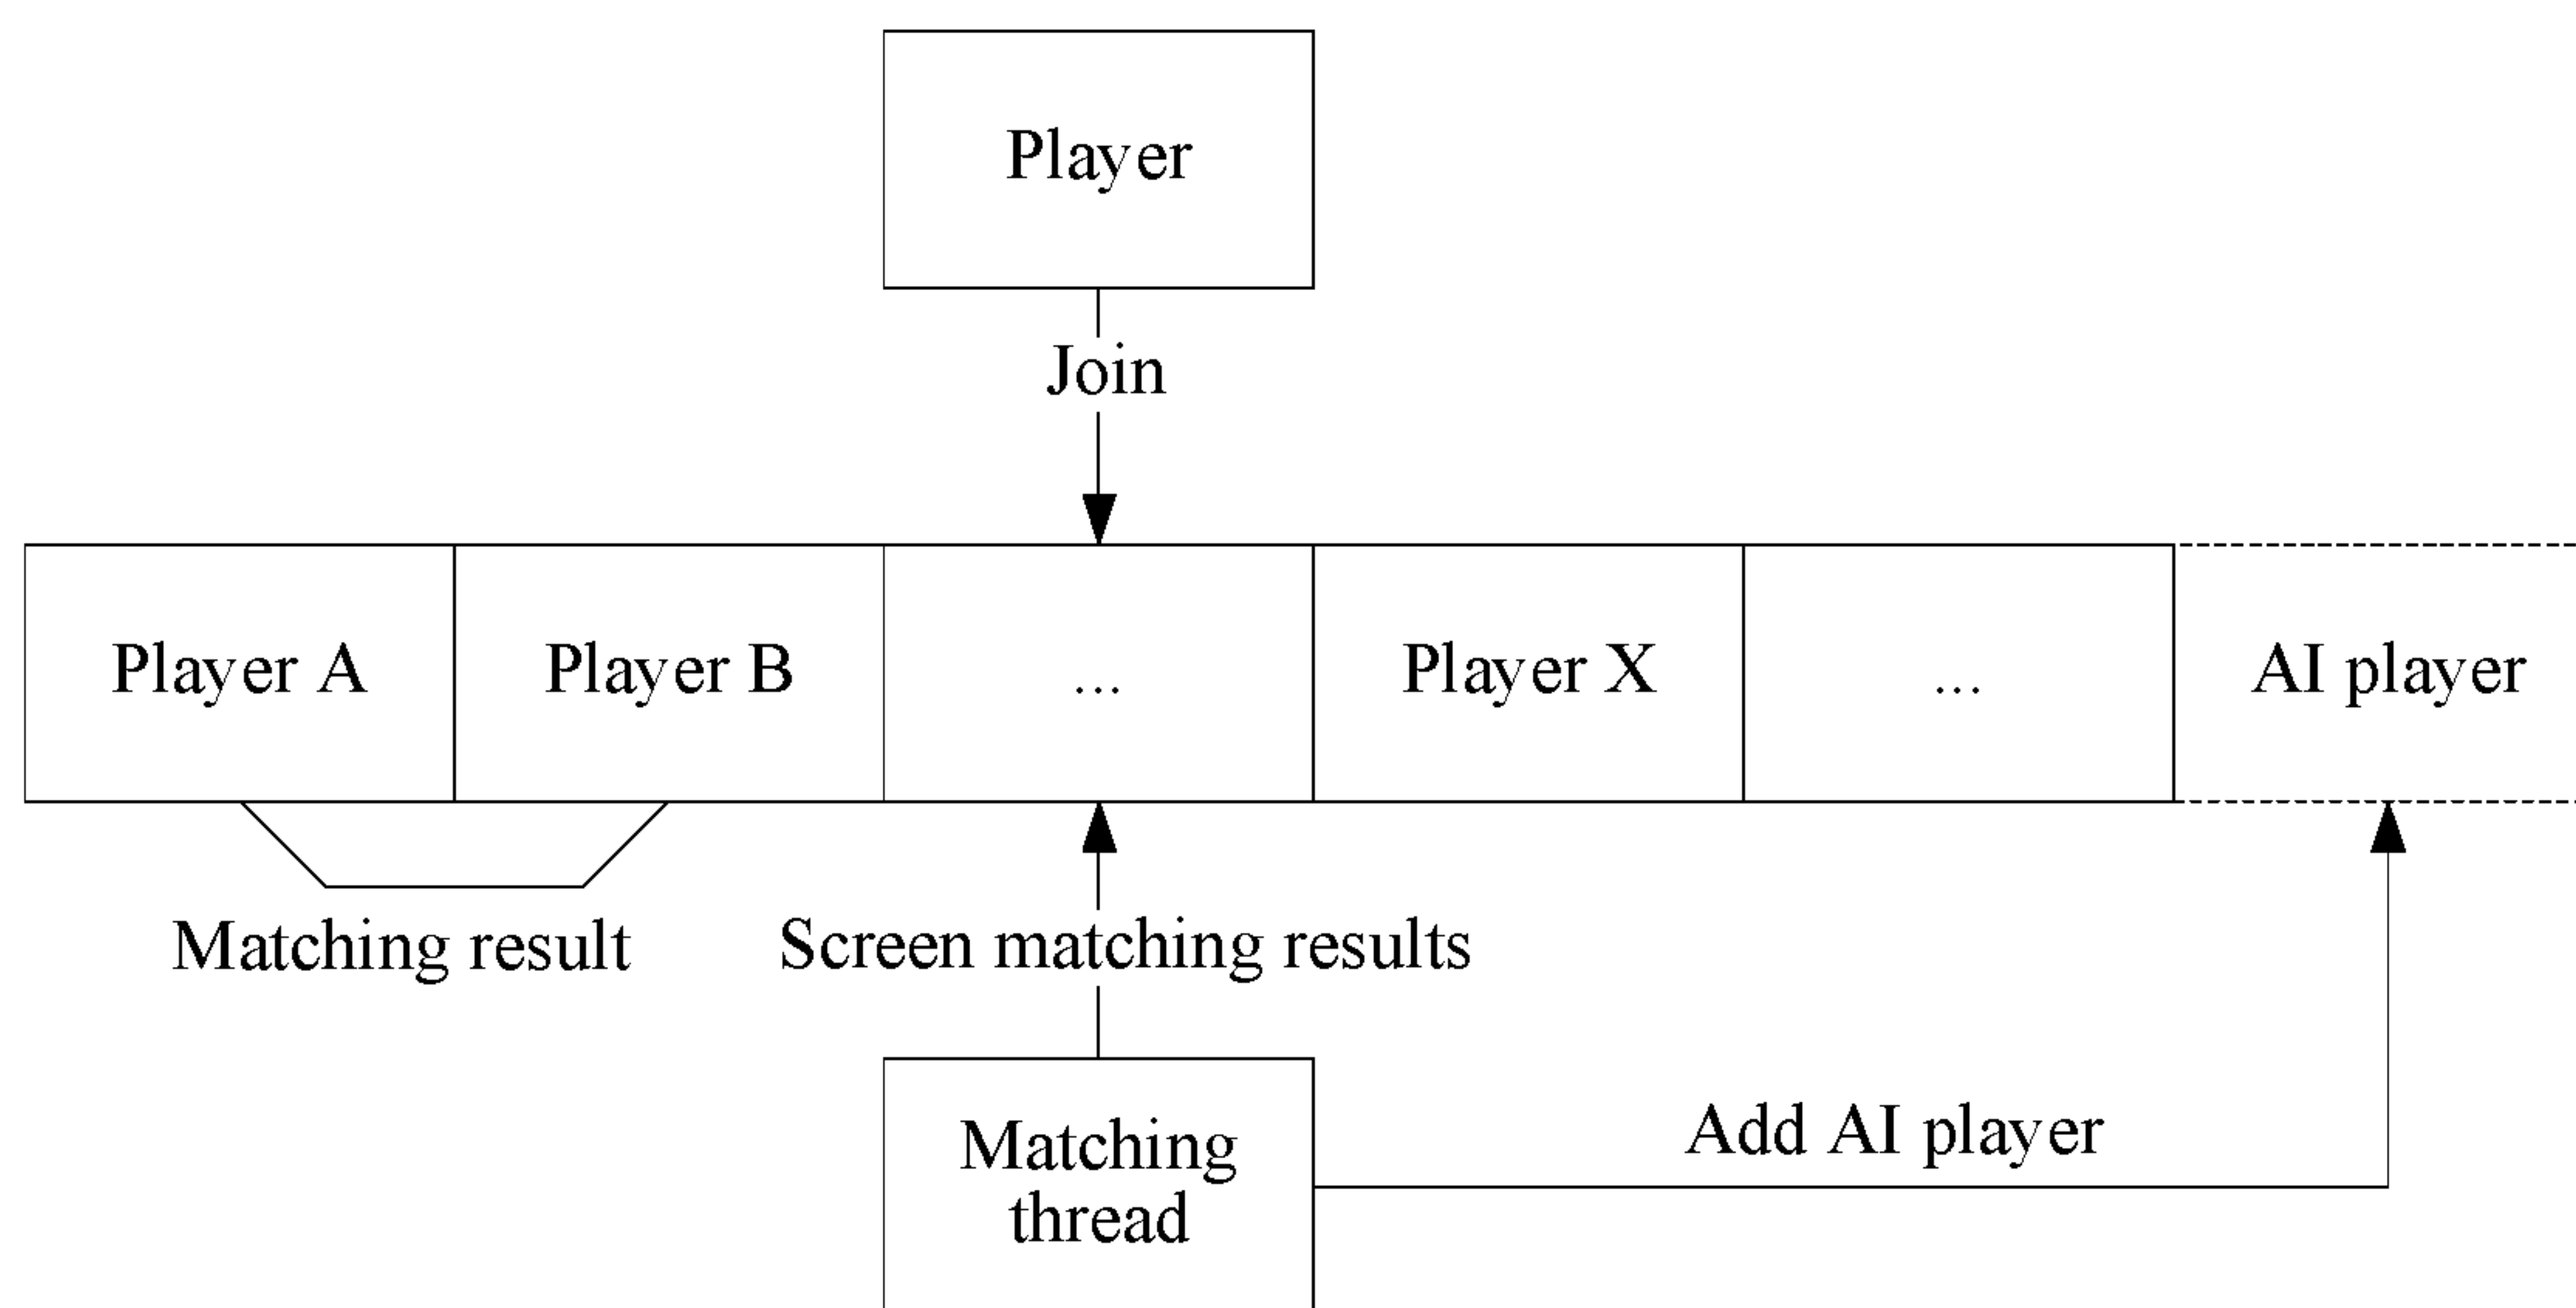 Player
Join
Player A
Player B
...
Player X
...
AI player
Matching result
Screen matching results
Matching
thread
Add AI player